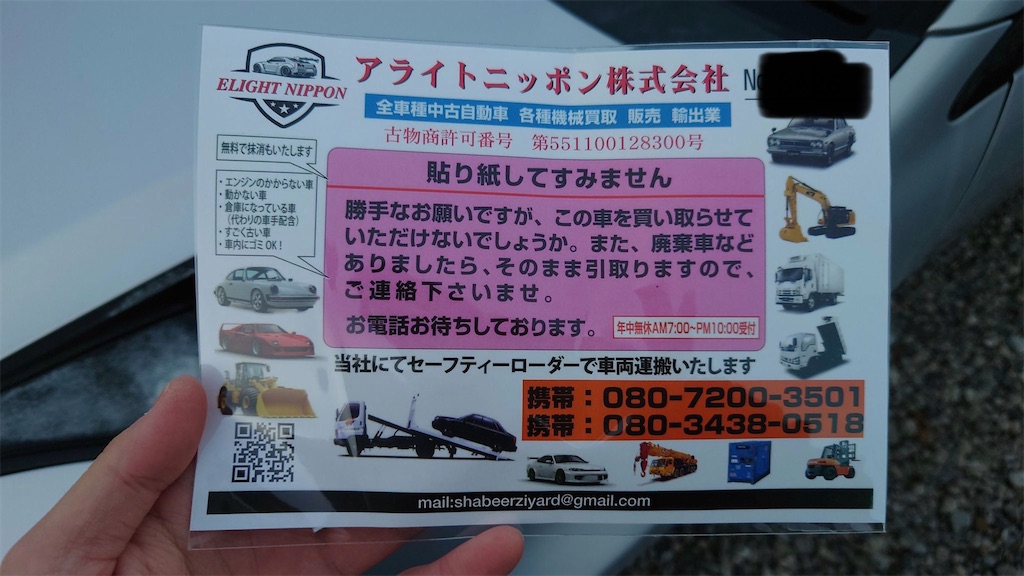 ELIGHT NIPPON
アライトニッポン株式会社
No
全車種中古自動車 各種機械買取 販売 輸出業
古物商許可番号 第551100128300号
無料で抹消もいたします
・エンジンのかからない車
・動かない車
・倉庫になっている車
(代わりの車手配含)
・すごく古い車
・車内にゴミOK!
貼り紙してすみません
勝手なお願いですが、この車を買い取らせて
いただけないでしょうか。また、廃棄車など
ありましたら、そのまま引取りますので、
ご連絡下さいませ。
お電話お待ちしております。
年中無休AM7:00~PM10:00受付
当社にてセーフティーローダーで車両運搬いたします
携帯:080-7200-3501
携帯:080-3438-0518
mail:shabeerziyard@gmail.com